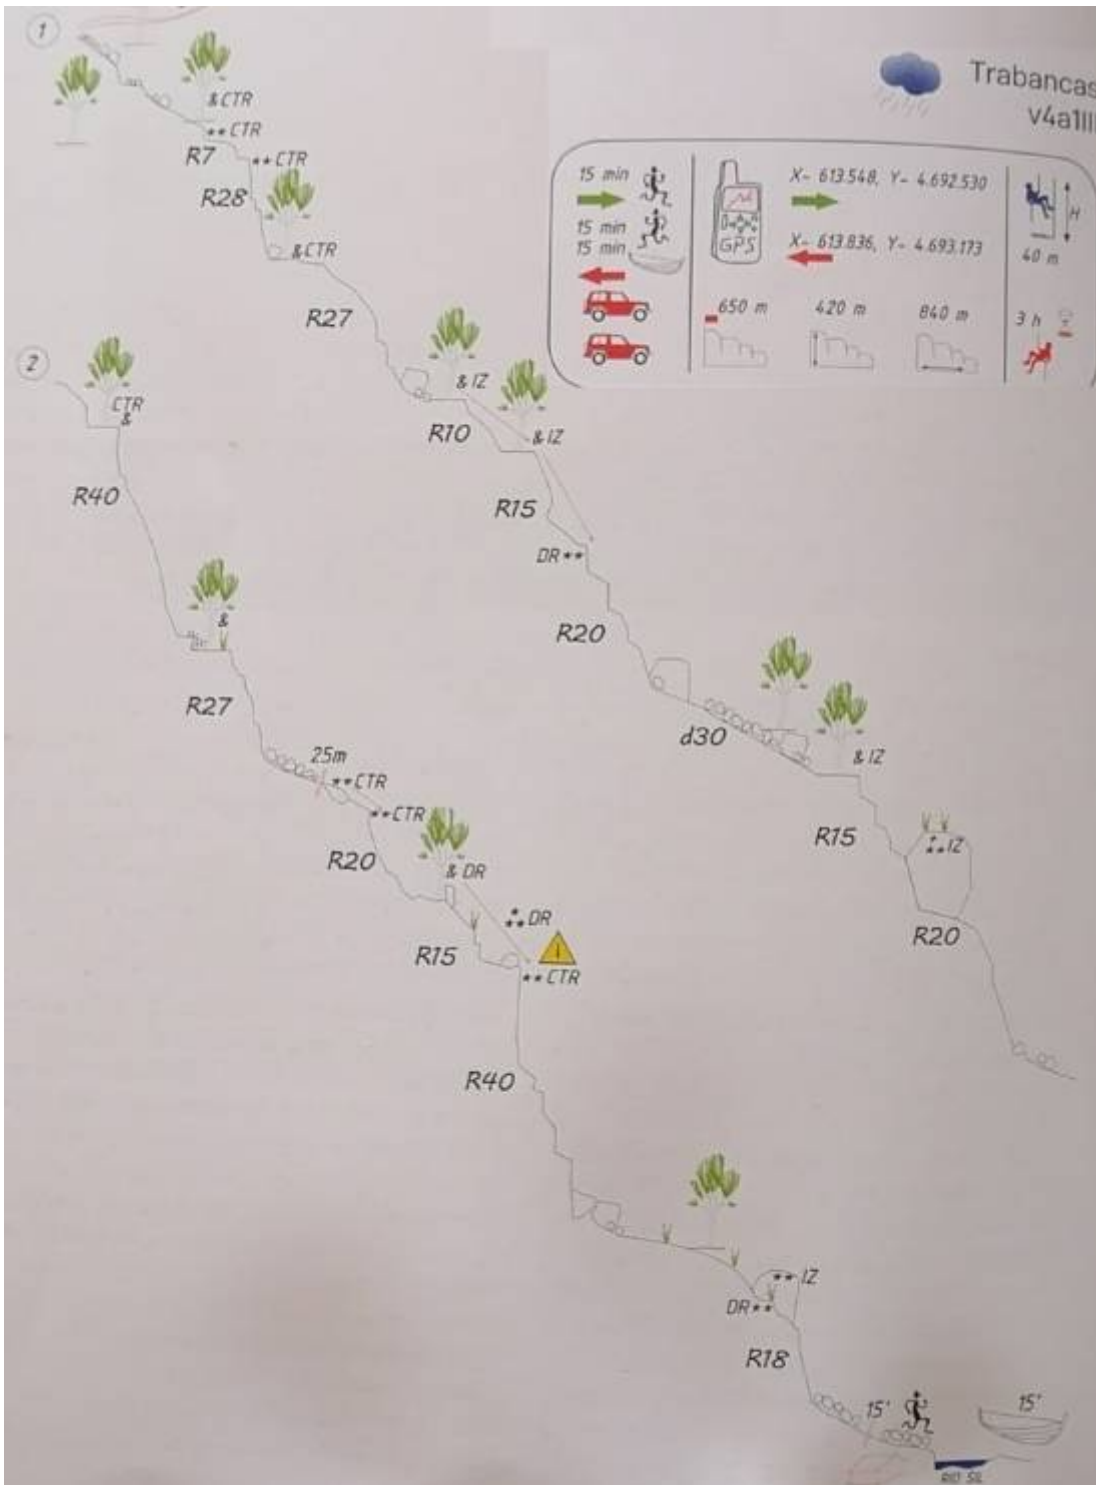 1
Trabancas
v4a1III
15 min
15 min
15 min
GPS
X- 613.548, Y- 4.692.530
X- 613.836, Y- 4.693.173
H
40 m
650 m
420 m
840 m
3 h
&CTR
**CTR
R7
**CTR
R28
&CTR
R27
& IZ
R10
& IZ
R15
DR**
R20
d30
& IZ
R15
IZ
R20
2
CTR
&
R40
&
R27
25m
**CTR
**CTR
R20
& DR
DR
R15
!
**CTR
R40
**IZ
DR**
R18
15'
15'
RIO SIL